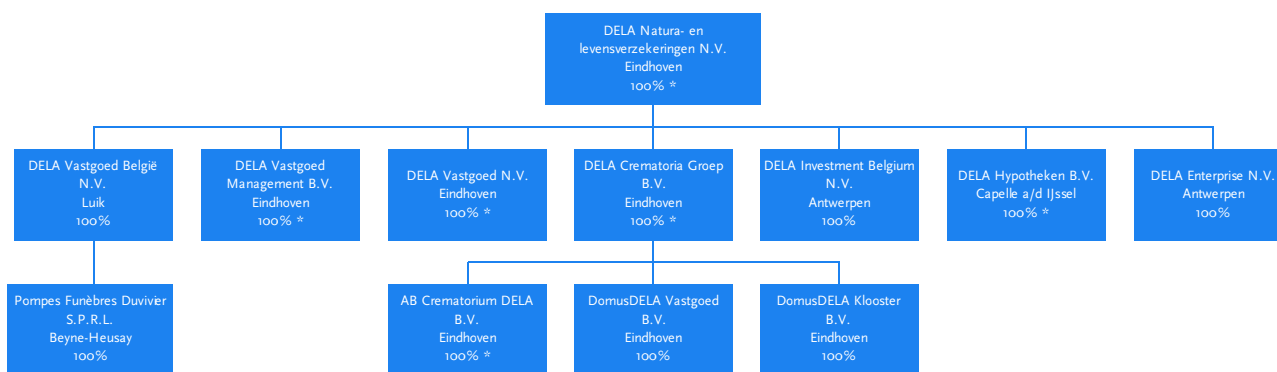 DELA Natura- en
levensverzekeringen N.V.
Eindhoven
100% *
DELA Vastgoed België
N.V.
Luik
100%
DELA Vastgoed
Management B.V.
Eindhoven
100% *
DELA Vastgoed N.V.
Eindhoven
100% *
DELA Crematoria Groep
B.V.
Eindhoven
100% *
DELA Investment Belgium
N.V.
Antwerpen
100%
DELA Hypotheken B.V.
Capelle a/d IJssel
100% *
DELA Enterprise N.V.
Antwerpen
100%
Pompes Funèbres Duvivier
S.P.R.L.
Beyne-Heusay
100%
AB Crematorium DELA
B.V.
Eindhoven
100% *
DomusDELA Vastgoed
B.V.
Eindhoven
100%
DomusDELA Klooster
B.V.
Eindhoven
100%